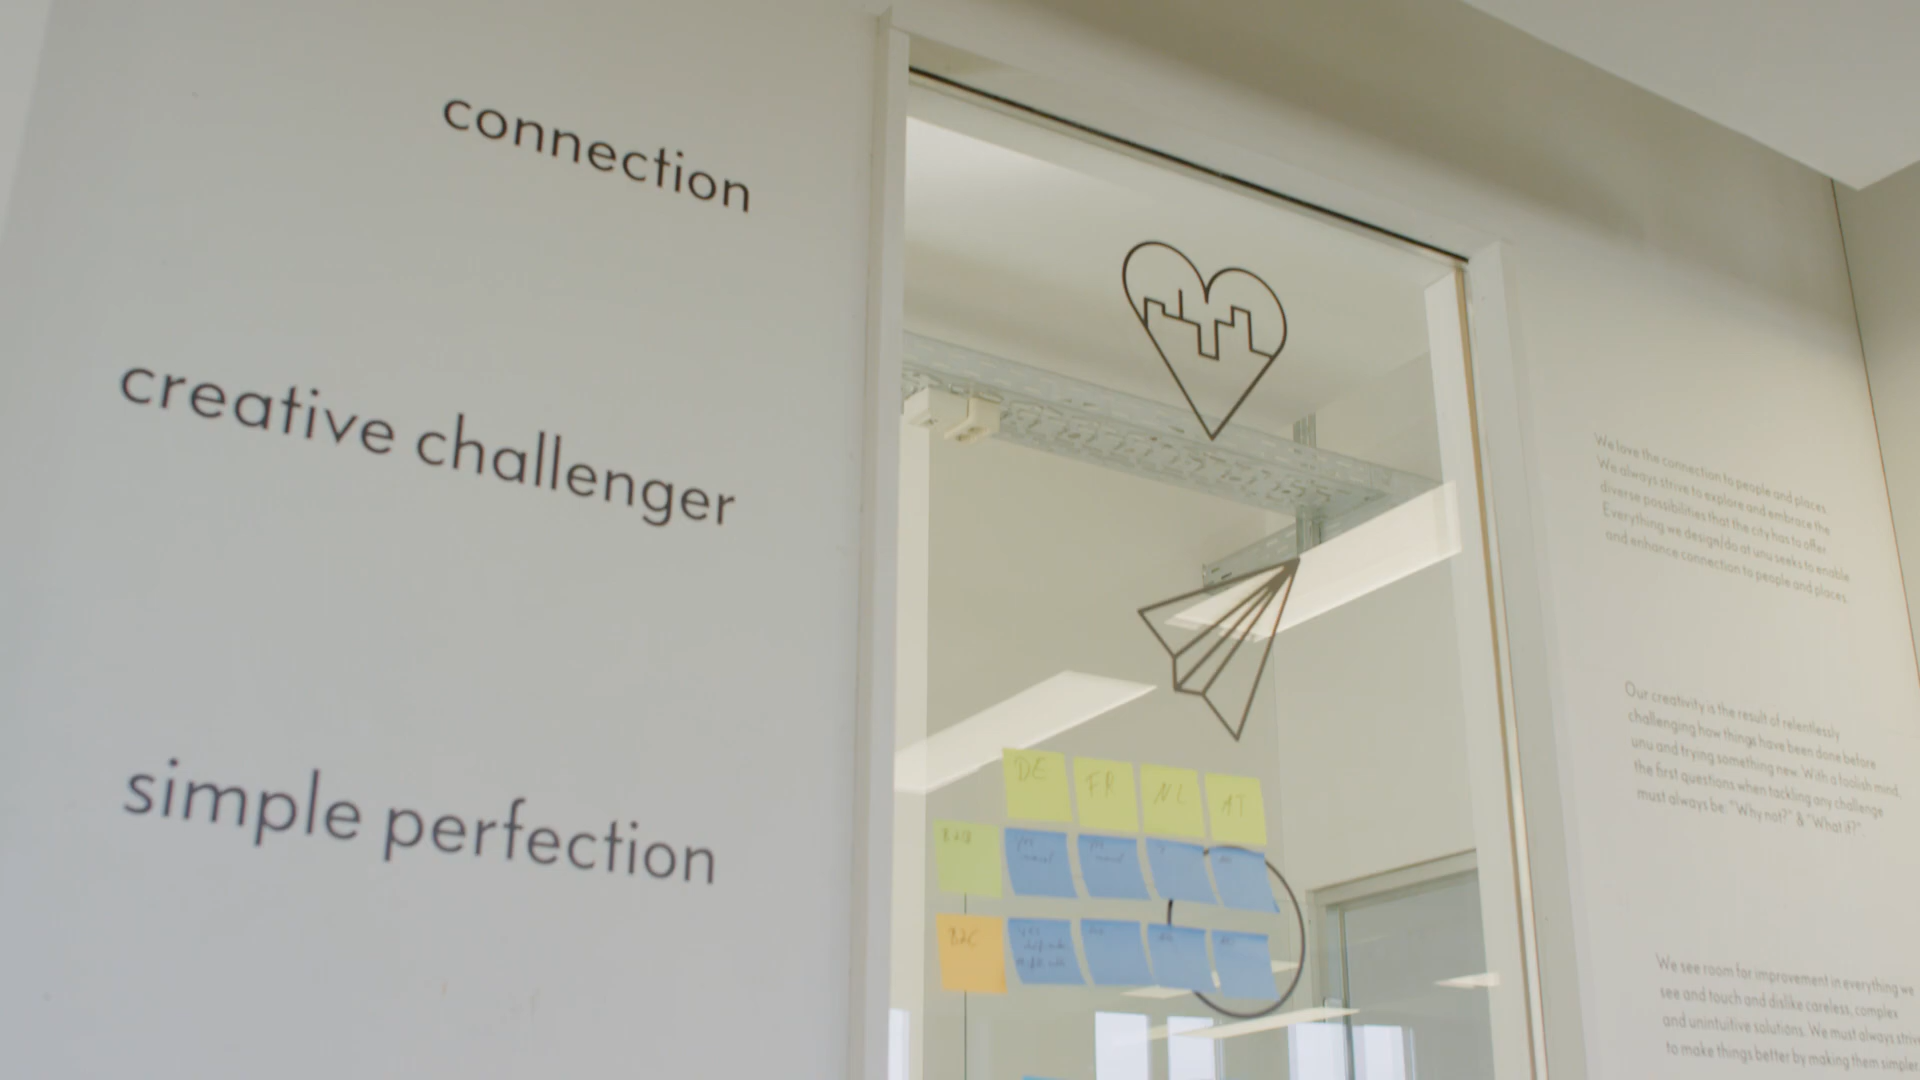 connection
creative challenger
simple perfection
DE
FR
NL
AT
B2B
B2C
We love the connection to people and places.
We always strive to explore and embrace the
diverse possibilities that the city has to offer.
Everything we design/do at unu seeks to enable
and enhance connection to people and places.
Our creativity is the result of relentlessly
challenging how things have been done before
unu and trying something new. With a foolish mind,
the first questions when tackling any challenge
must always be: "Why not?" & "What if?".
We see room for improvement in everything we
see and touch and dislike careless, complex
and unintuitive solutions. We must always strive
to make things better by making them simpler